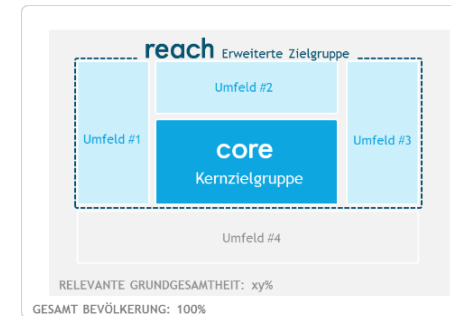 reach Erweiterte Zielgruppe
Umfeld #2
Umfeld #1
core
Umfeld #3
Kernzielgruppe
Umfeld #4
RELEVANTE GRUNDGESAMTHEIT: xy%
GESAMT BEVÖLKERUNG: 100%